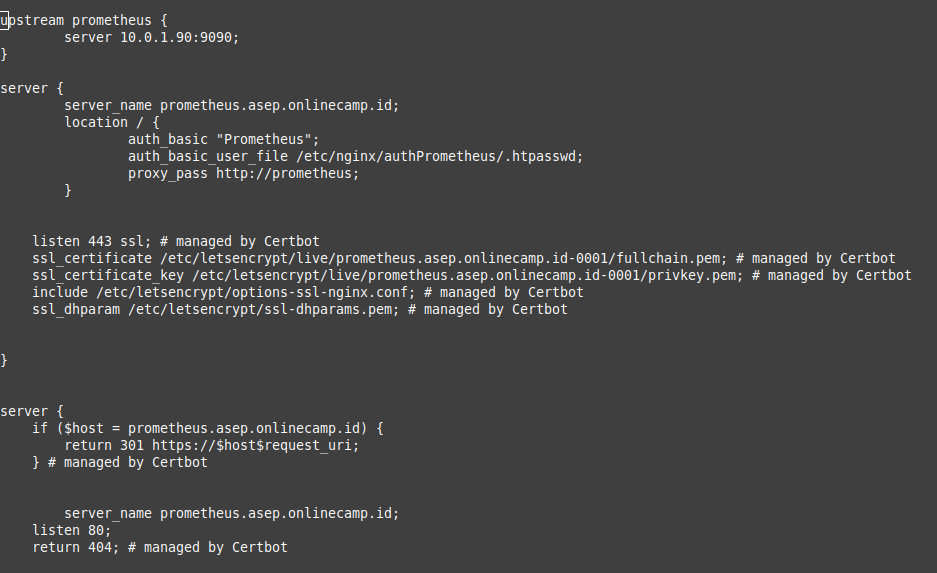 upstream prometheus {
        server 10.0.1.90:9090;
}
server {
        server_name prometheus.asep.onlinecamp.id;
        location / {
                auth_basic "Prometheus";
                auth_basic_user_file /etc/nginx/authPrometheus/.htpasswd;
                proxy_pass http://prometheus;
        }
    listen 443 ssl; # managed by Certbot
    ssl_certificate /etc/letsencrypt/live/prometheus.asep.onlinecamp.id-0001/fullchain.pem; # managed by Certbot
    ssl_certificate_key /etc/letsencrypt/live/prometheus.asep.onlinecamp.id-0001/privkey.pem; # managed by Certbot
    include /etc/letsencrypt/options-ssl-nginx.conf; # managed by Certbot
    ssl_dhparam /etc/letsencrypt/ssl-dhparams.pem; # managed by Certbot
}
server {
    if ($host = prometheus.asep.onlinecamp.id) {
        return 301 https://$host$request_uri;
    } # managed by Certbot
        server_name prometheus.asep.onlinecamp.id;
    listen 80;
    return 404; # managed by Certbot